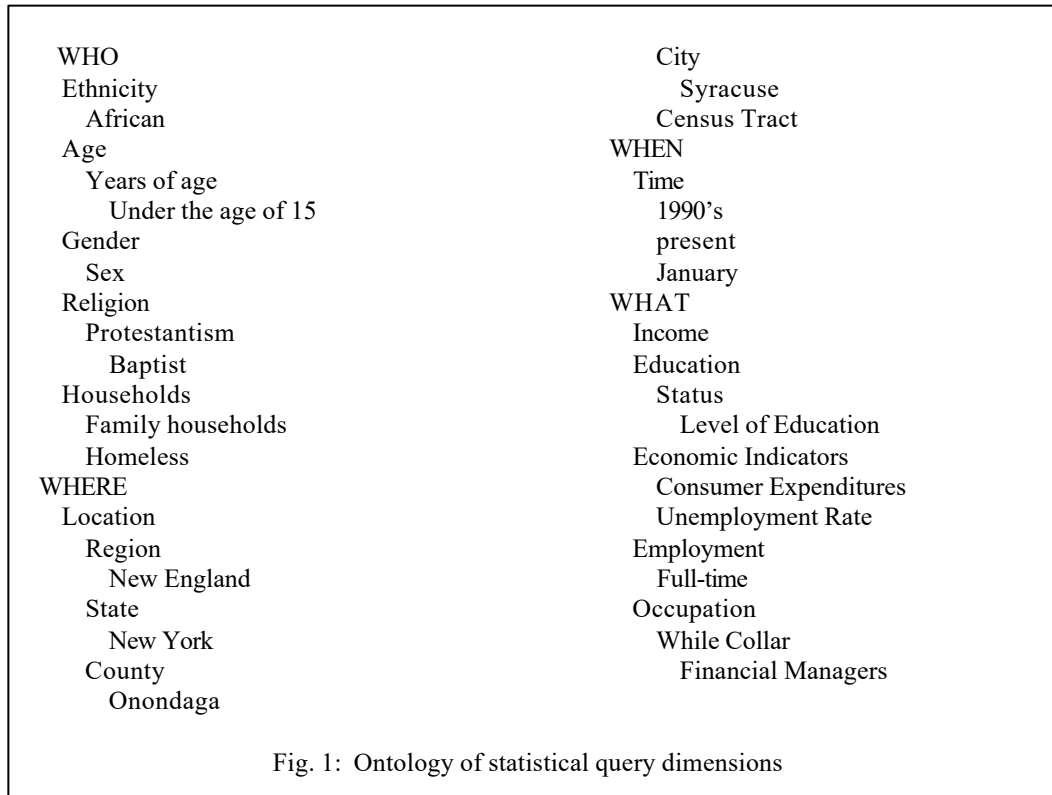 WHO
Ethnicity
African
Age
Years of age
Under the age of 15
Gender
Sex
Religion
Protestantism
Baptist
Households
Family households
Homeless
WHERE
Location
Region
New England
State
New York
County
Onondaga
City
Syracuse
Census Tract
WHEN
Time
1990’s
present
January
WHAT
Income
Education
Status
Level of Education
Economic Indicators
Consumer Expenditures
Unemployment Rate
Employment
Full-time
Occupation
While Collar
Financial Managers
Fig. 1: Ontology of statistical query dimensions